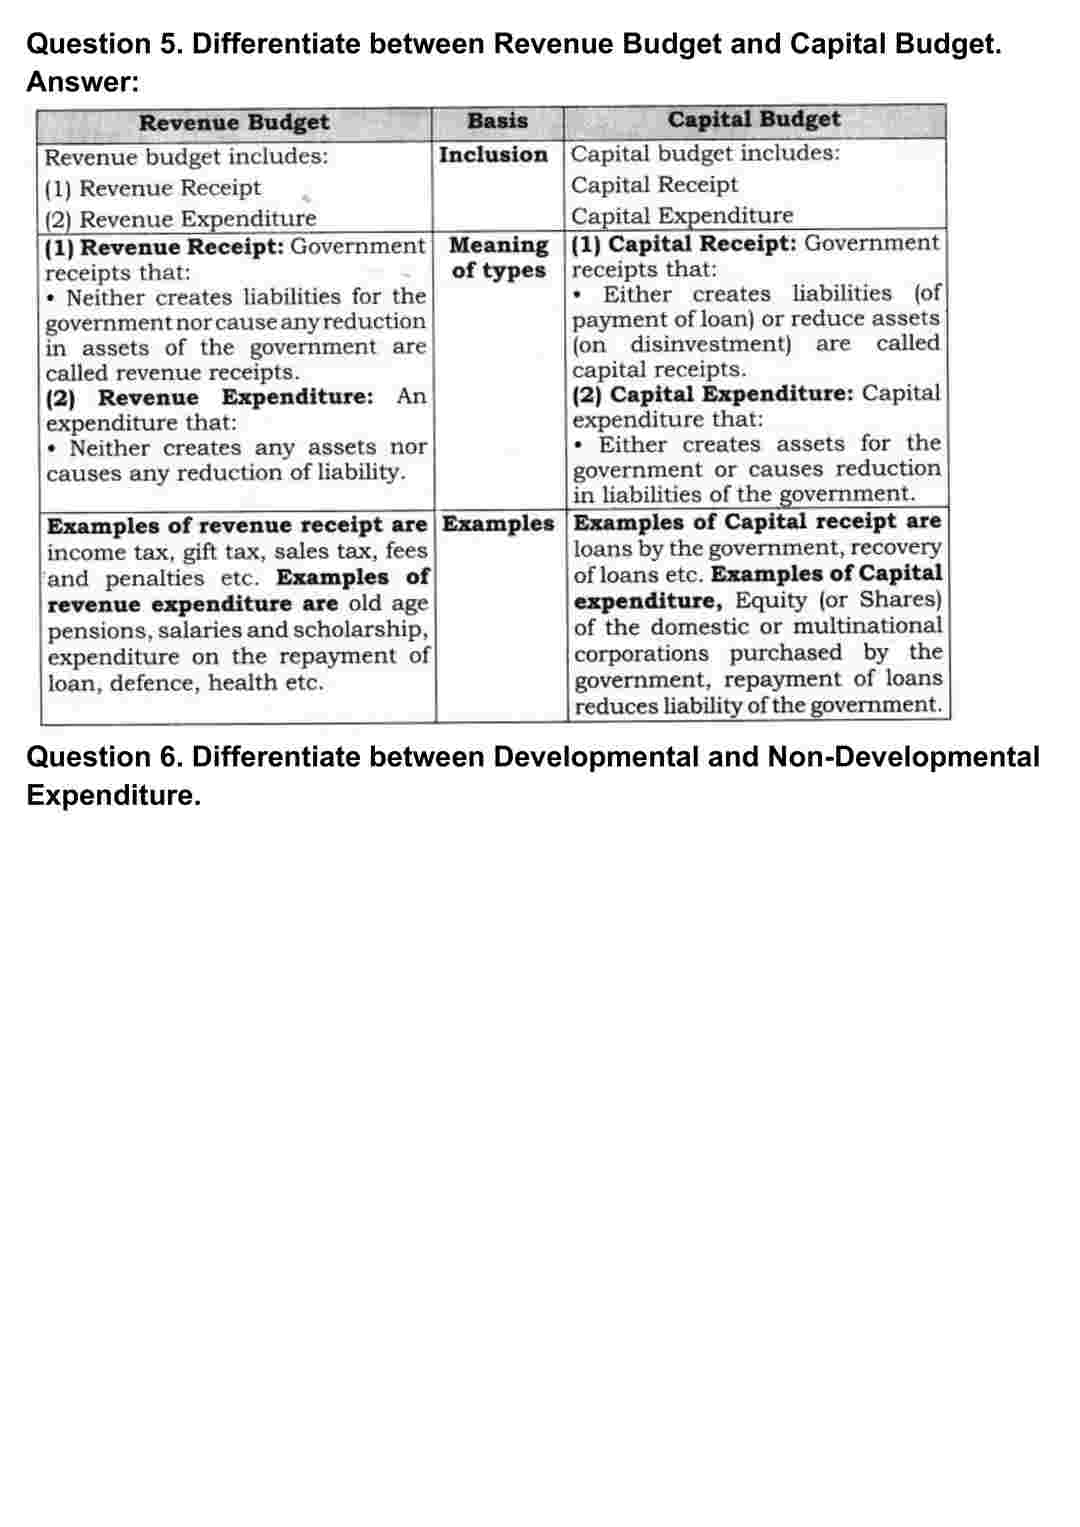 Question 5. Differentiate between Revenue Budget and Capital Budget.
Answer:
Revenue Budget
Basis
Capital Budget
Revenue budget includes:
(1) Revenue Receipt
(2) Revenue Expenditure
Inclusion
Capital budget includes:
Capital Receipt
Capital Expenditure
(1) Revenue Receipt: Government
receipts that:
• Neither creates liabilities for the
government nor cause any reduction
in assets of the government are
called revenue receipts.
(2) Revenue Expenditure: An
expenditure that:
• Neither creates any assets nor
causes any reduction of liability.
Meaning
of types
(1) Capital Receipt: Government
receipts that:
• Either creates liabilities (of
payment of loan) or reduce assets
(on disinvestment) are called
capital receipts.
(2) Capital Expenditure: Capital
expenditure that:
• Either creates assets for the
government or causes reduction
in liabilities of the government.
Examples of revenue receipt are
income tax, gift tax, sales tax, fees
and penalties etc. Examples of
revenue expenditure are old age
pensions, salaries and scholarship,
expenditure on the repayment of
loan, defence, health etc.
Examples
Examples of Capital receipt are
loans by the government, recovery
of loans etc. Examples of Capital
expenditure, Equity (or Shares)
of the domestic or multinational
corporations purchased by the
government, repayment of loans
reduces liability of the government.
Question 6. Differentiate between Developmental and Non-Developmental
Expenditure.